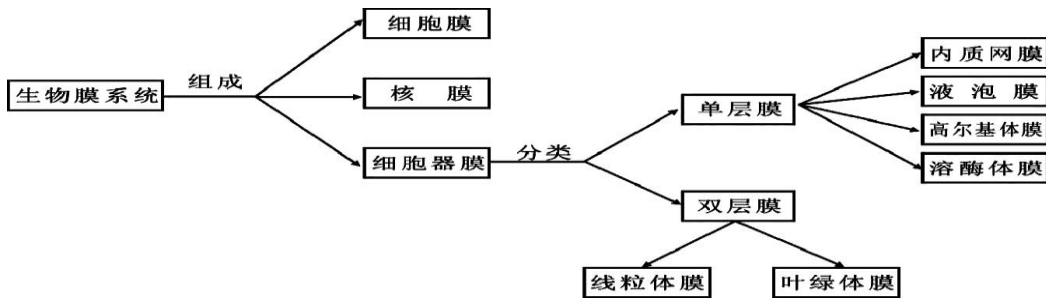 细胞膜
内质网膜
生物膜系统
组成
核膜
液泡膜
单层膜
高尔基体膜
细胞器膜
分类
溶酶体膜
双层膜
线粒体膜
叶绿体膜